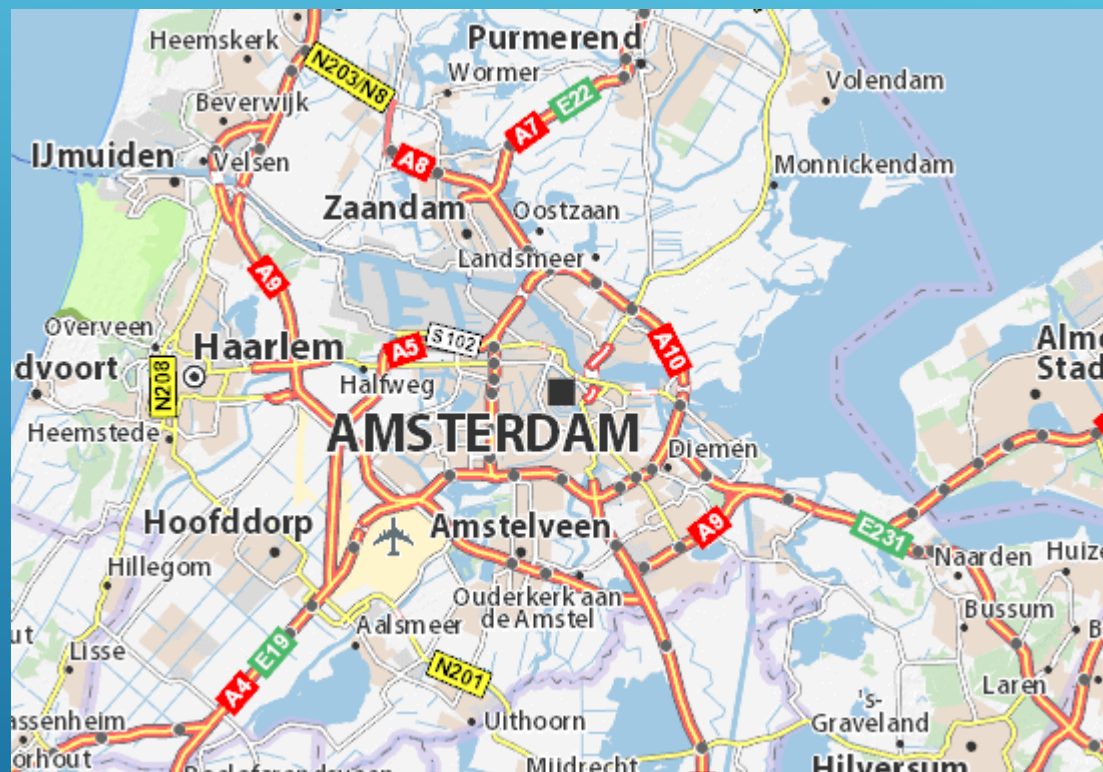 Heemskerk
Purmerend
N203/N8
Wormer
Volendam
Beverwijk
E22
A7
IJmuiden
Velsen
A8
Monnickendam
Zaandam
Oostzaan
Landsmeer
A9
Overveen
Haarlem
A5
S 102
A10
Alme
Stad
dvoort
N208
Halfweg
AMSTERDAM
Heemstede
Diemen
Hoofddorp
Amstelveen
A9
E231
Hillegom
Naarden
Huize
Ouderkerk aan
de Amstel
Bussum
Aalsmeer
ut
E19
B
Lisse
N201
Laren
A4
's-
Graveland
assenheim
Uithoorn
orhout
Mijdrecht
Hilversum